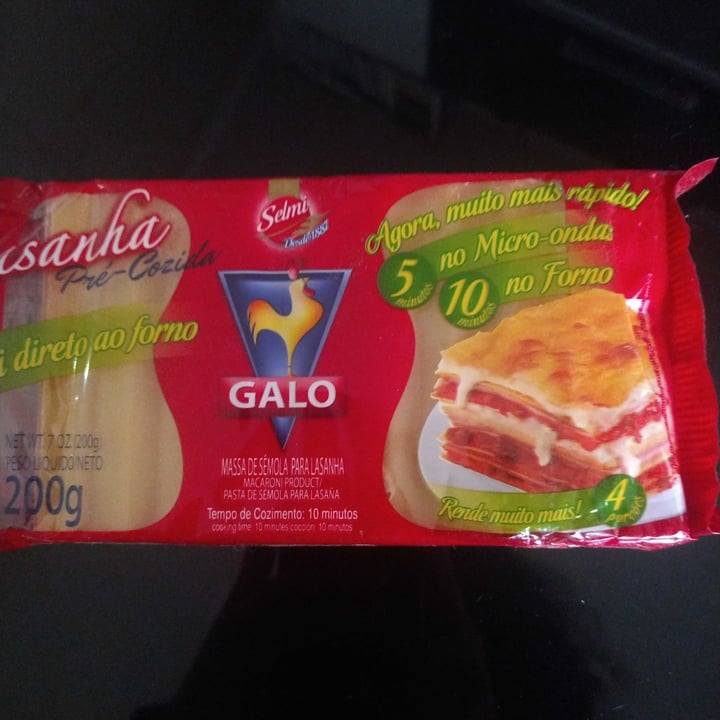 asanha
Pré-Cozida
i direto ao forno
NET WT. 7 OZ (200g)
PESO LÍQUIDO/NETO
200g
Selmi
Desde 1887
GALO
MASSA DE SÊMOLA PARA LASANHA
MACARONI PRODUCT/
PASTA DE SEMOLA PARA LASAÑA
Tempo de Cozimento: 10 minutos
cooking time: 10 minutes/cocción: 10 minutos
Agora, muito mais rápido!
5 minutos no Micro-ondas
10 minutos no Forno
Rende muito mais!
4 porções